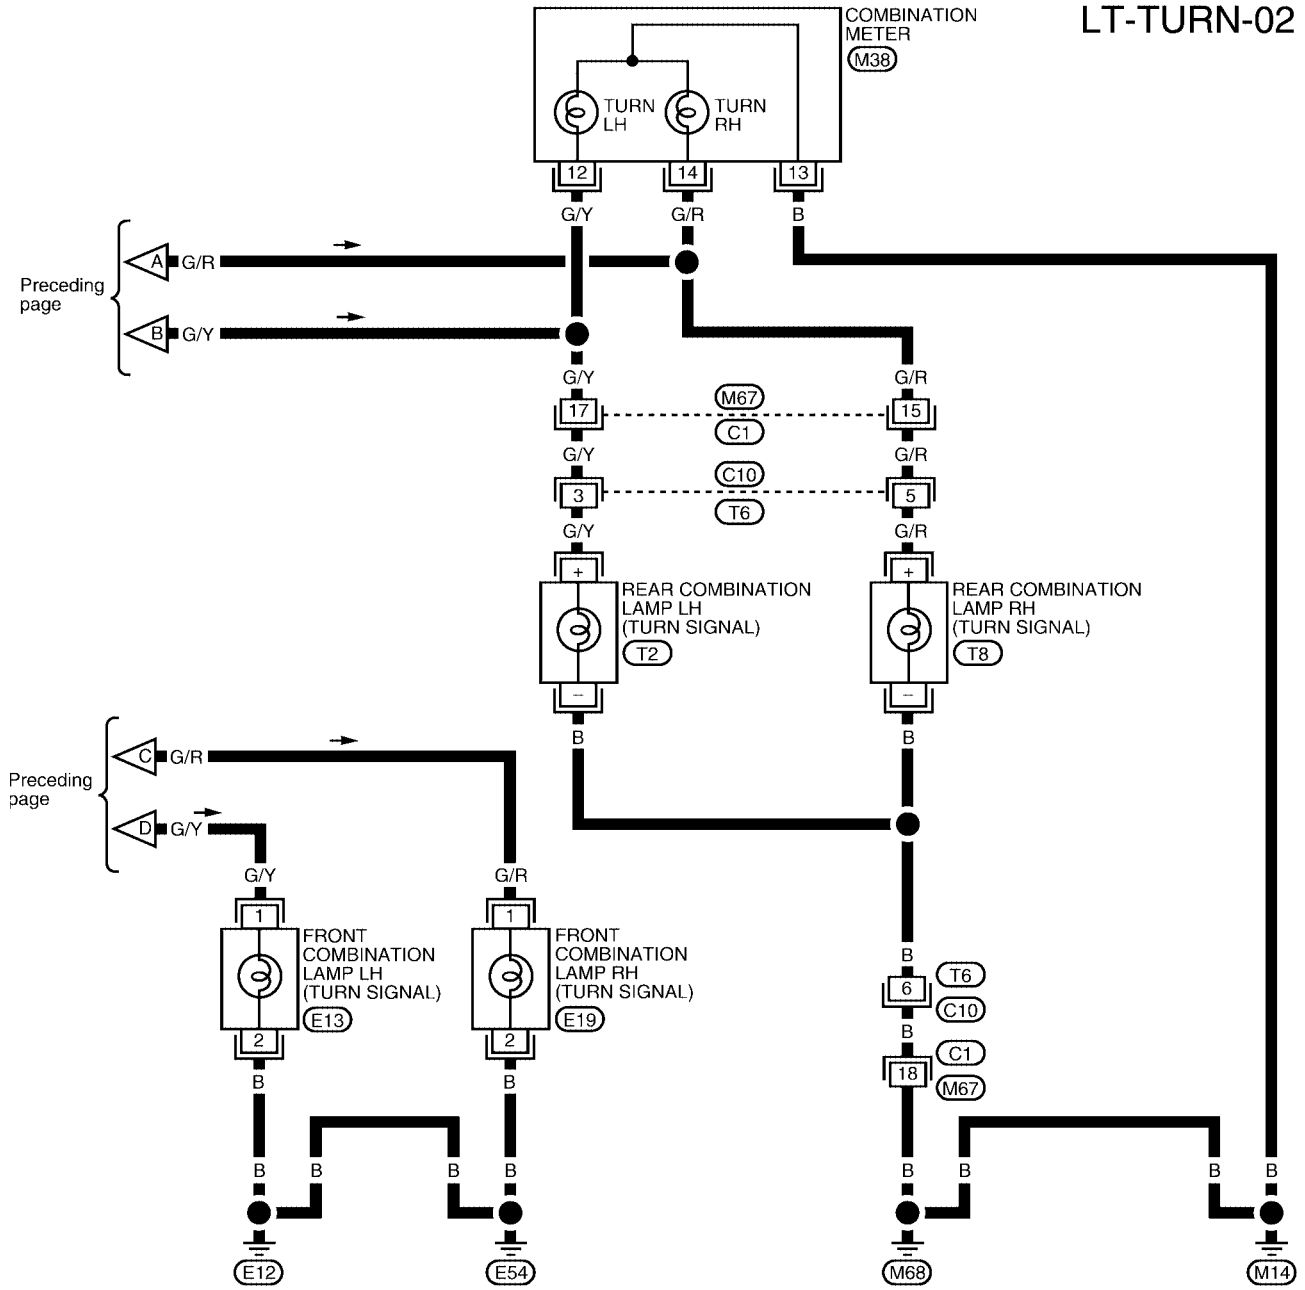 LT-TURN-02
COMBINATION
METER
M38
TURN
LH
TURN
RH
12
14
13
G/Y
G/R
B
Preceding
page
A
G/R
B
G/Y
G/Y
G/R
17
M67
C1
15
G/Y
G/R
3
C10
T6
5
G/Y
G/R
+
+
REAR COMBINATION
LAMP LH
(TURN SIGNAL)
T2
REAR COMBINATION
LAMP RH
(TURN SIGNAL)
T8
–
–
B
B
Preceding
page
C
G/R
D
G/Y
G/Y
G/R
1
1
FRONT
COMBINATION
LAMP LH
(TURN SIGNAL)
E13
FRONT
COMBINATION
LAMP RH
(TURN SIGNAL)
E19
2
2
B
B
B
6
T6
C10
B
18
C1
M67
B
B
B
B
B
B
B
B
E12
E54
M68
M14